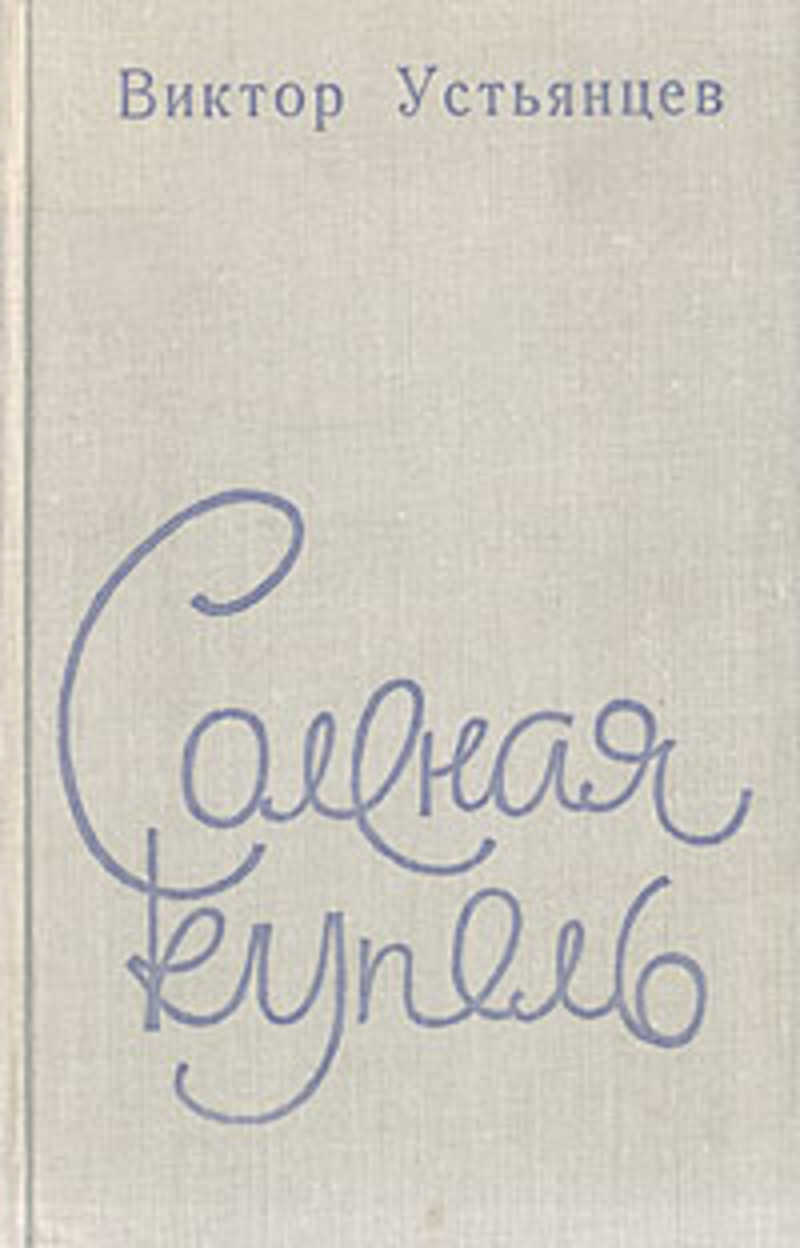 Виктор Устьянцев
Соленая
купель